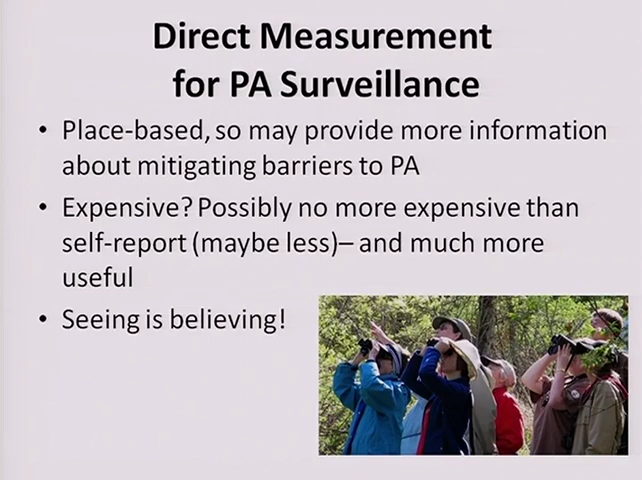 Direct Measurement
for PA Surveillance
• Place-based, so may provide more information
about mitigating barriers to PA
• Expensive? Possibly no more expensive than
self-report (maybe less)– and much more
useful
• Seeing is believing!